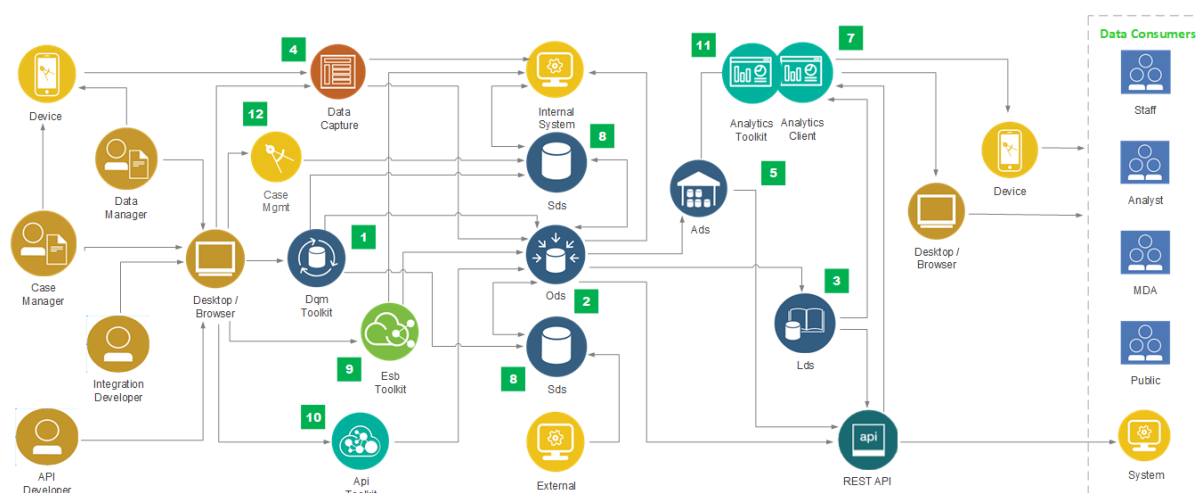 Data Consumers
4
11
7
Device
12
Data
Capture
Internal
System
8
Analytics
Toolkit
Analytics
Client
Staff
Data
Manager
Case
Mgmt
Sds
5
Device
Ads
Analyst
1
Case
Manager
Desktop /
Browser
Dqm
Toolkit
Ods
3
Desktop /
Browser
MDA
2
Integration
Developer
9
Esb
Toolkit
8
Sds
Lds
Public
10
api
API
Developer
Api
Toolkit
External
REST API
System